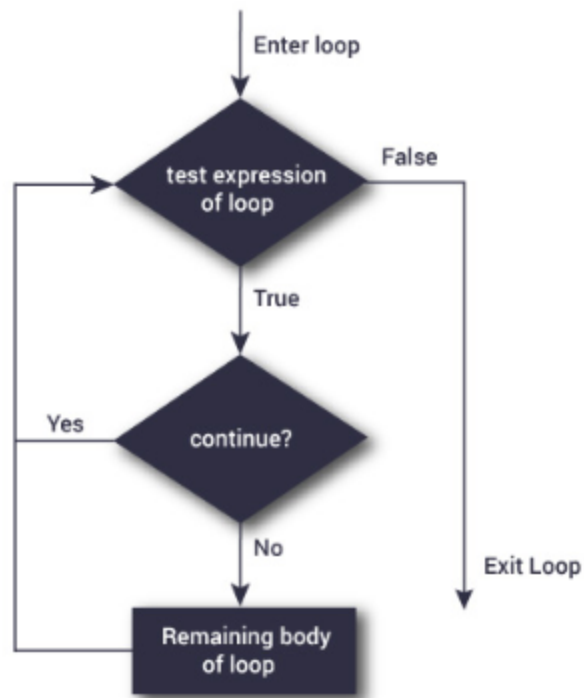 Enter loop
test expression
of loop
False
True
Yes
continue?
No
Exit Loop
Remaining body
of loop